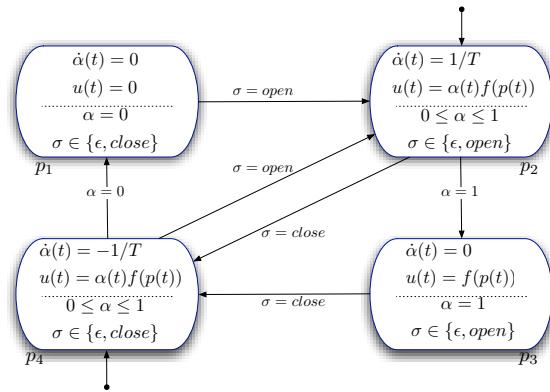 α̇(t) = 0
u(t) = 0
α = 0
σ ∈ {ϵ, close}
p₁
σ = open
α̇(t) = 1/T
u(t) = α(t)f(p(t))
0 ≤ α ≤ 1
σ ∈ {ϵ, open}
p₂
α = 0
σ = open
σ = close
α = 1
α̇(t) = −1/T
u(t) = α(t)f(p(t))
0 ≤ α ≤ 1
σ ∈ {ϵ, close}
p₄
σ = close
α̇(t) = 0
u(t) = f(p(t))
α = 1
σ ∈ {ϵ, open}
p₃